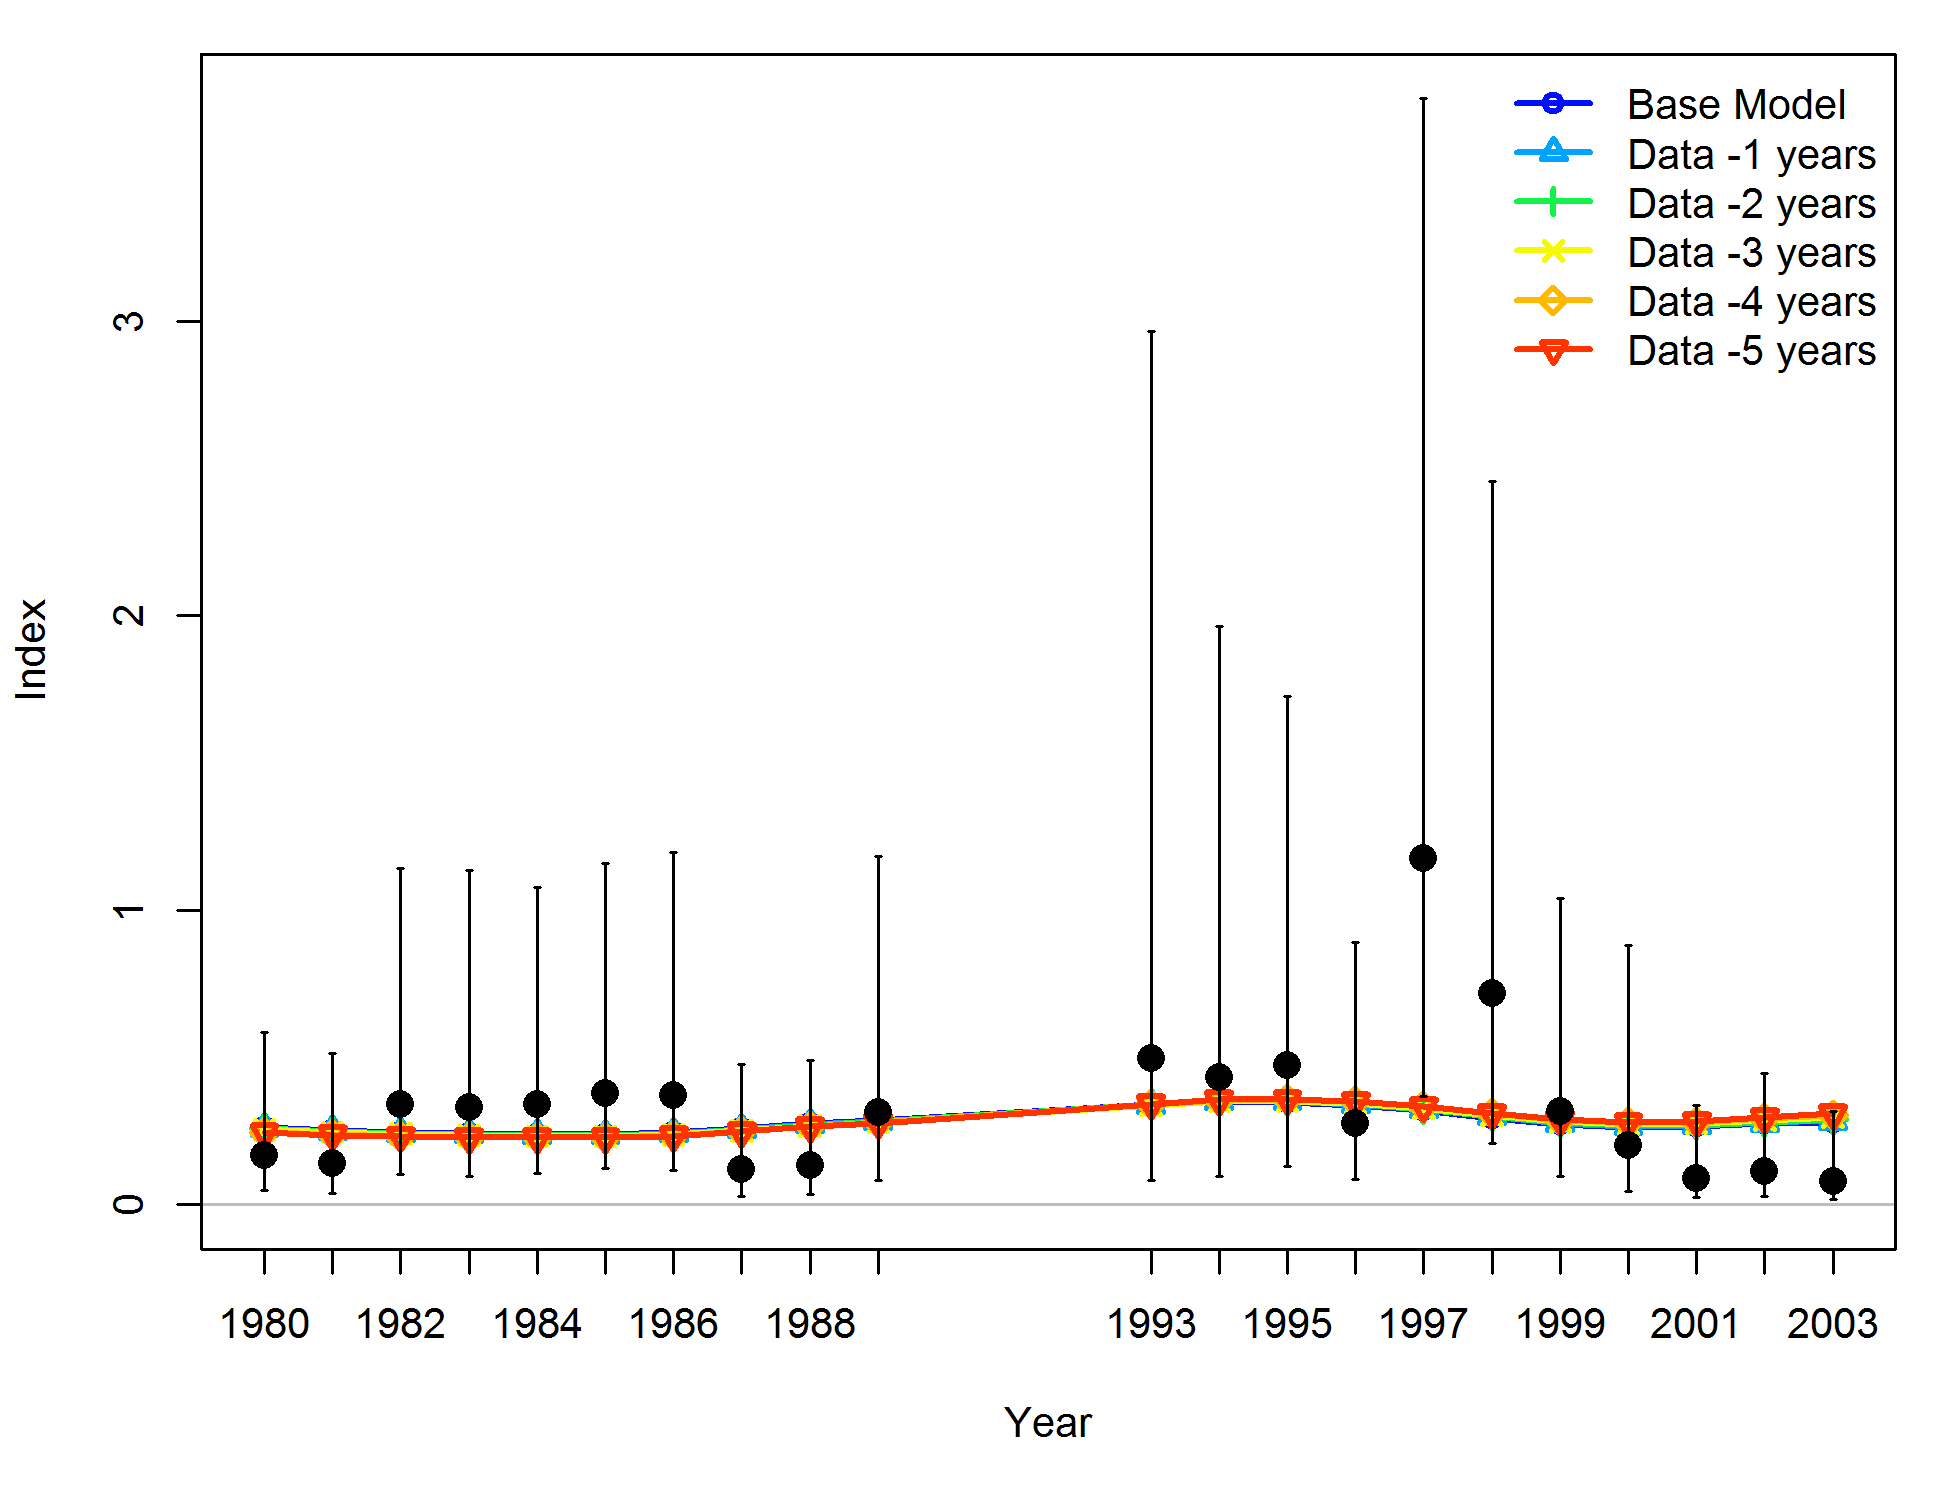 Base Model
Data -1 years
Data -2 years
Data -3 years
Data -4 years
Data -5 years
3
2
1
0
Index
1980 1982 1984 1986 1988 1993 1995 1997 1999 2001 2003
Year